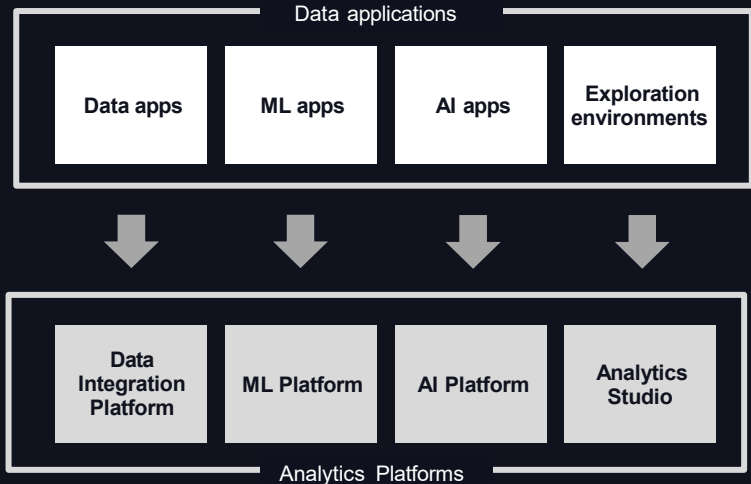 Data applications
Data apps
ML apps
AI apps
Exploration
environments
Data
Integration
Platform
ML Platform
AI Platform
Analytics
Studio
Analytics Platforms